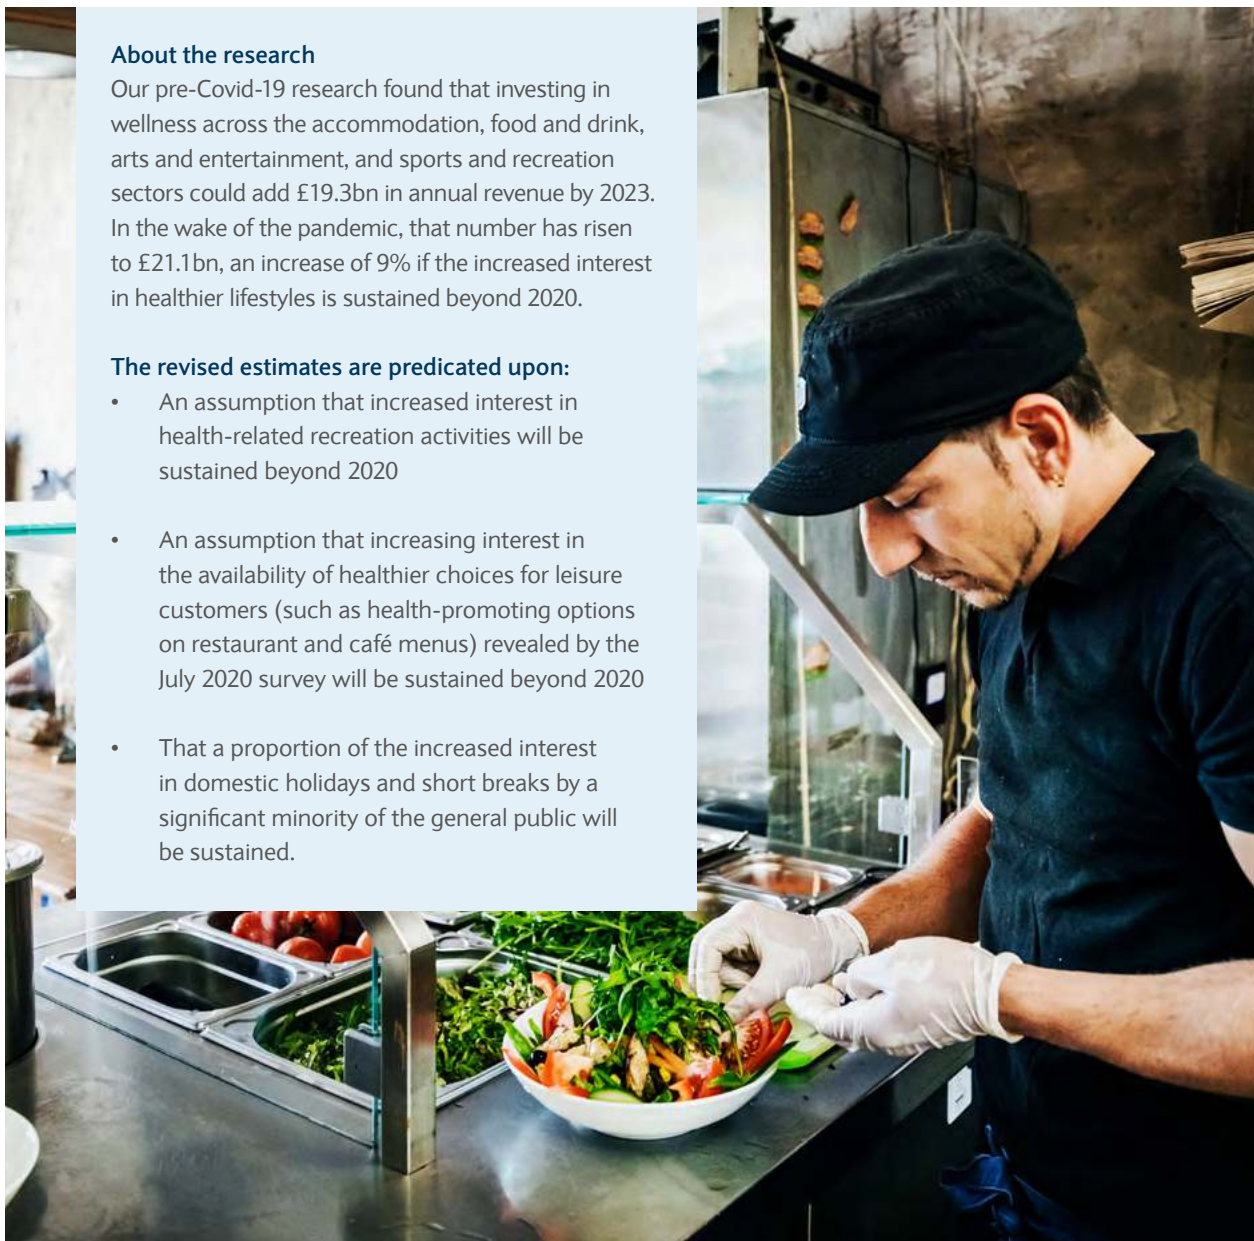 About the research
Our pre-Covid-19 research found that investing in
wellness across the accommodation, food and drink,
arts and entertainment, and sports and recreation
sectors could add £19.3bn in annual revenue by 2023.
In the wake of the pandemic, that number has risen
to £21.1bn, an increase of 9% if the increased interest
in healthier lifestyles is sustained beyond 2020.
The revised estimates are predicated upon:
• An assumption that increased interest in
health-related recreation activities will be
sustained beyond 2020
• An assumption that increasing interest in
the availability of healthier choices for leisure
customers (such as health-promoting options
on restaurant and café menus) revealed by the
July 2020 survey will be sustained beyond 2020
• That a proportion of the increased interest
in domestic holidays and short breaks by a
significant minority of the general public will
be sustained.